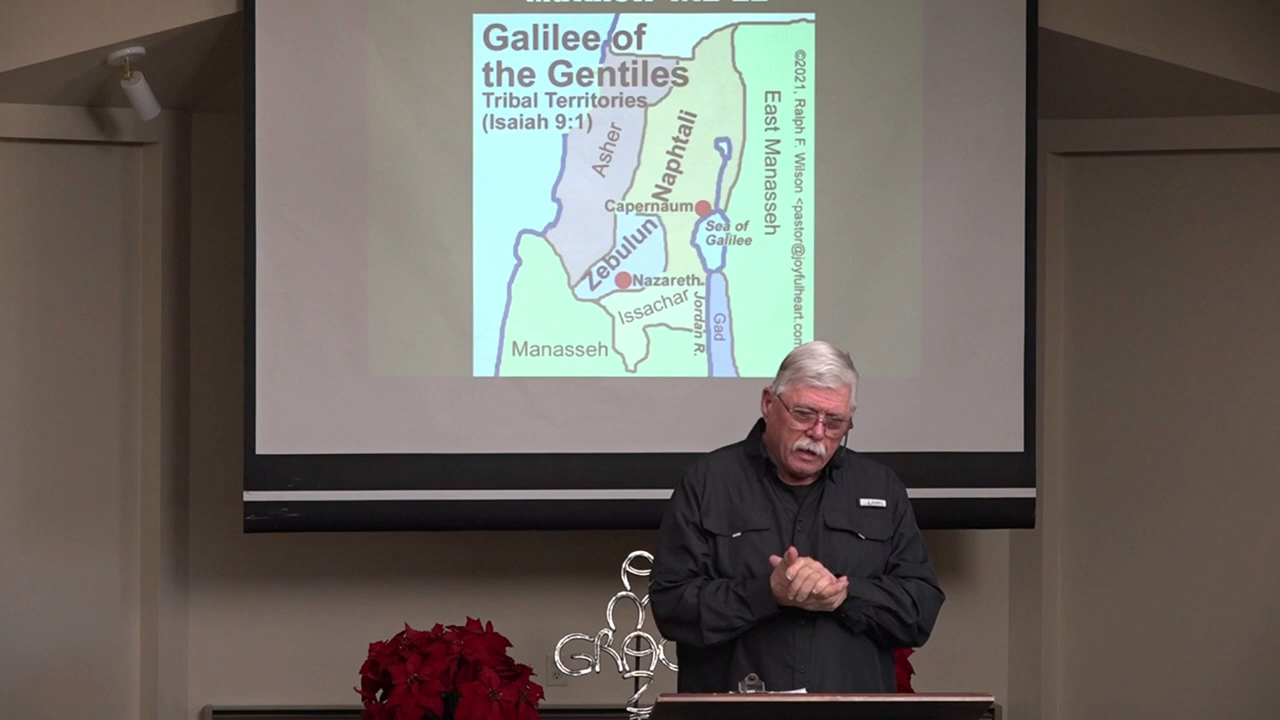 Galilee of
the Gentiles
Tribal Territories
(Isaiah 9:1)
Asher
Naphtali
East Manasseh
©2021, Ralph F. Wilson <pastor@joyfulheart.com
Capernaum
Sea of
Galilee
Zebulun
Nazareth
Issachar
Jordan R.
Gad
Manasseh